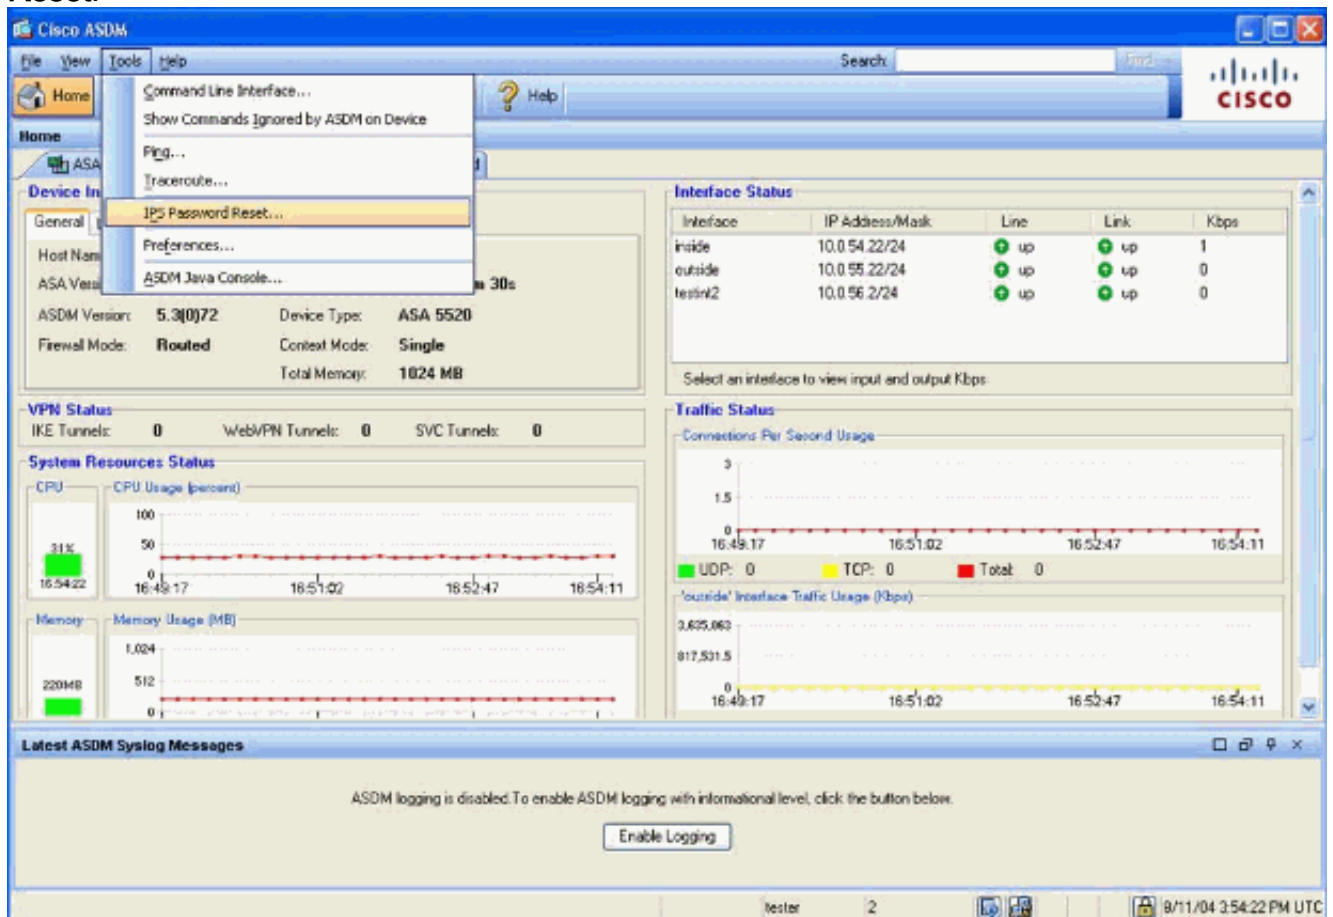 Cisco ASDM
File View Tools Help Search: Find
CISCO
Home Help
Command Line Interface...
Show Commands Ignored by ASDM on Device
Ping...
Traceroute...
IPS Password Reset...
Preferences...
ASDM Java Console...
Home
ASA
Device In
General
Host Nam
ASA Versi 30s
ASDM Version: 5.3(0)72 Device Type: ASA 5520
Firewall Mode: Routed Context Mode: Single
Total Memory: 1024 MB
Interface Status
Interface IP Address/Mask Line Link Kbps
inside 10.0.54.22/24 up up 1
outside 10.0.55.22/24 up up 0
testint2 10.0.56.2/24 up up 0
Select an interface to view input and output Kbps
VPN Status
IKE Tunnels: 0 WebVPN Tunnels: 0 SVC Tunnels: 0
System Resources Status
CPU
31%
16:54:22
CPU Usage (percent)
100
50
0
16:49:17 16:51:02 16:52:47 16:54:11
Memory
220MB
Memory Usage (MB)
1,024
512
0
Traffic Status
Connections Per Second Usage
3
1.5
0
16:49:17 16:51:02 16:52:47 16:54:11
UDP: 0 TCP: 0 Total: 0
'outside' Interface Traffic Usage (Kbps)
3,635,063
817,531.5
0
16:49:17 16:51:02 16:52:47 16:54:11
Latest ASDM Syslog Messages
ASDM logging is disabled.To enable ASDM logging with informational level, click the button below.
Enable Logging
tester 2 8/11/04 3:54:22 PM UTC